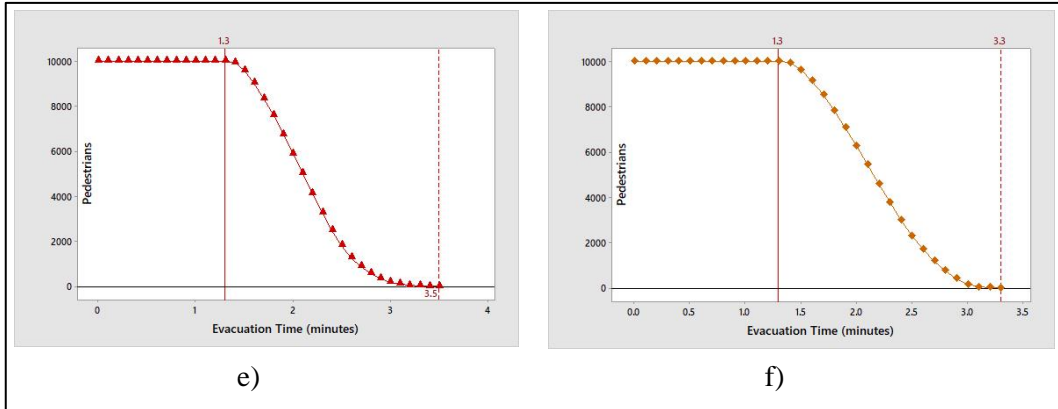 1.3
10000
8000
6000
4000
2000
0
Pedestrians
3.5
0 1 2 3 4
Evacuation Time (minutes)
e)
1.3 3.3
10000
8000
6000
4000
2000
0
Pedestrians
0.0 0.5 1.0 1.5 2.0 2.5 3.0 3.5
Evacuation Time (minutes)
f)